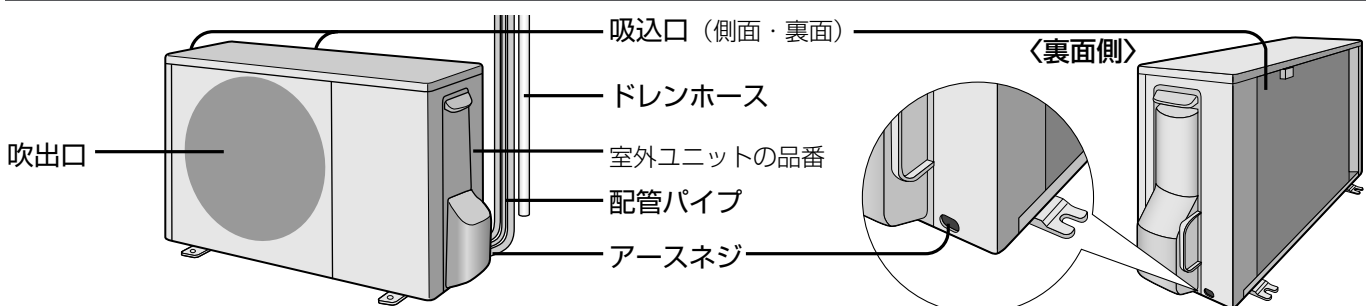 吸込口（側面・裏面）
〈裏面側〉
ドレンホース
吹出口
室外ユニットの品番
配管パイプ
アースネジ